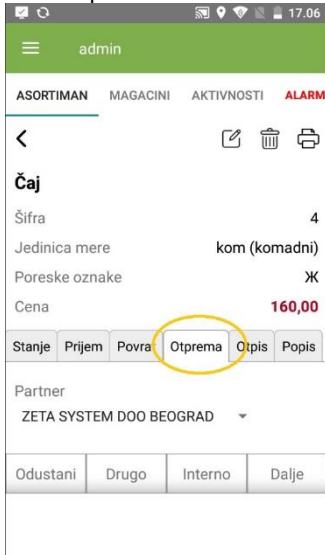 17.06
admin
ASORTIMAN MAGACINI AKTIVNOSTI ALARM
Čaj
Šifra 4
Jedinica mere kom (komadni)
Poreske oznake Ж
Cena 160,00
Stanje Prijem Povrat Otprema Otpis Popis
Partner
ZETA SYSTEM DOO BEOGRAD
Odustani Drugo Interno Dalje